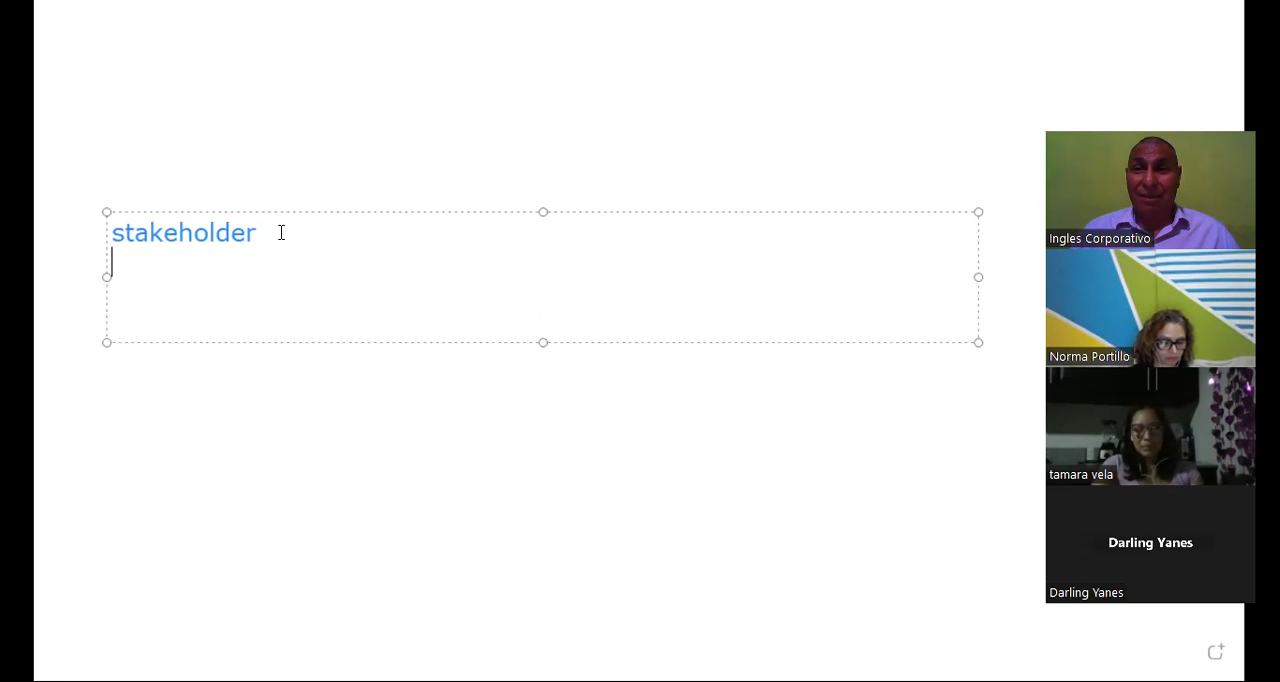 stakeholder
Ingles Corporativo
Norma Portillo
tamara vela
Darling Yanes
Darling Yanes